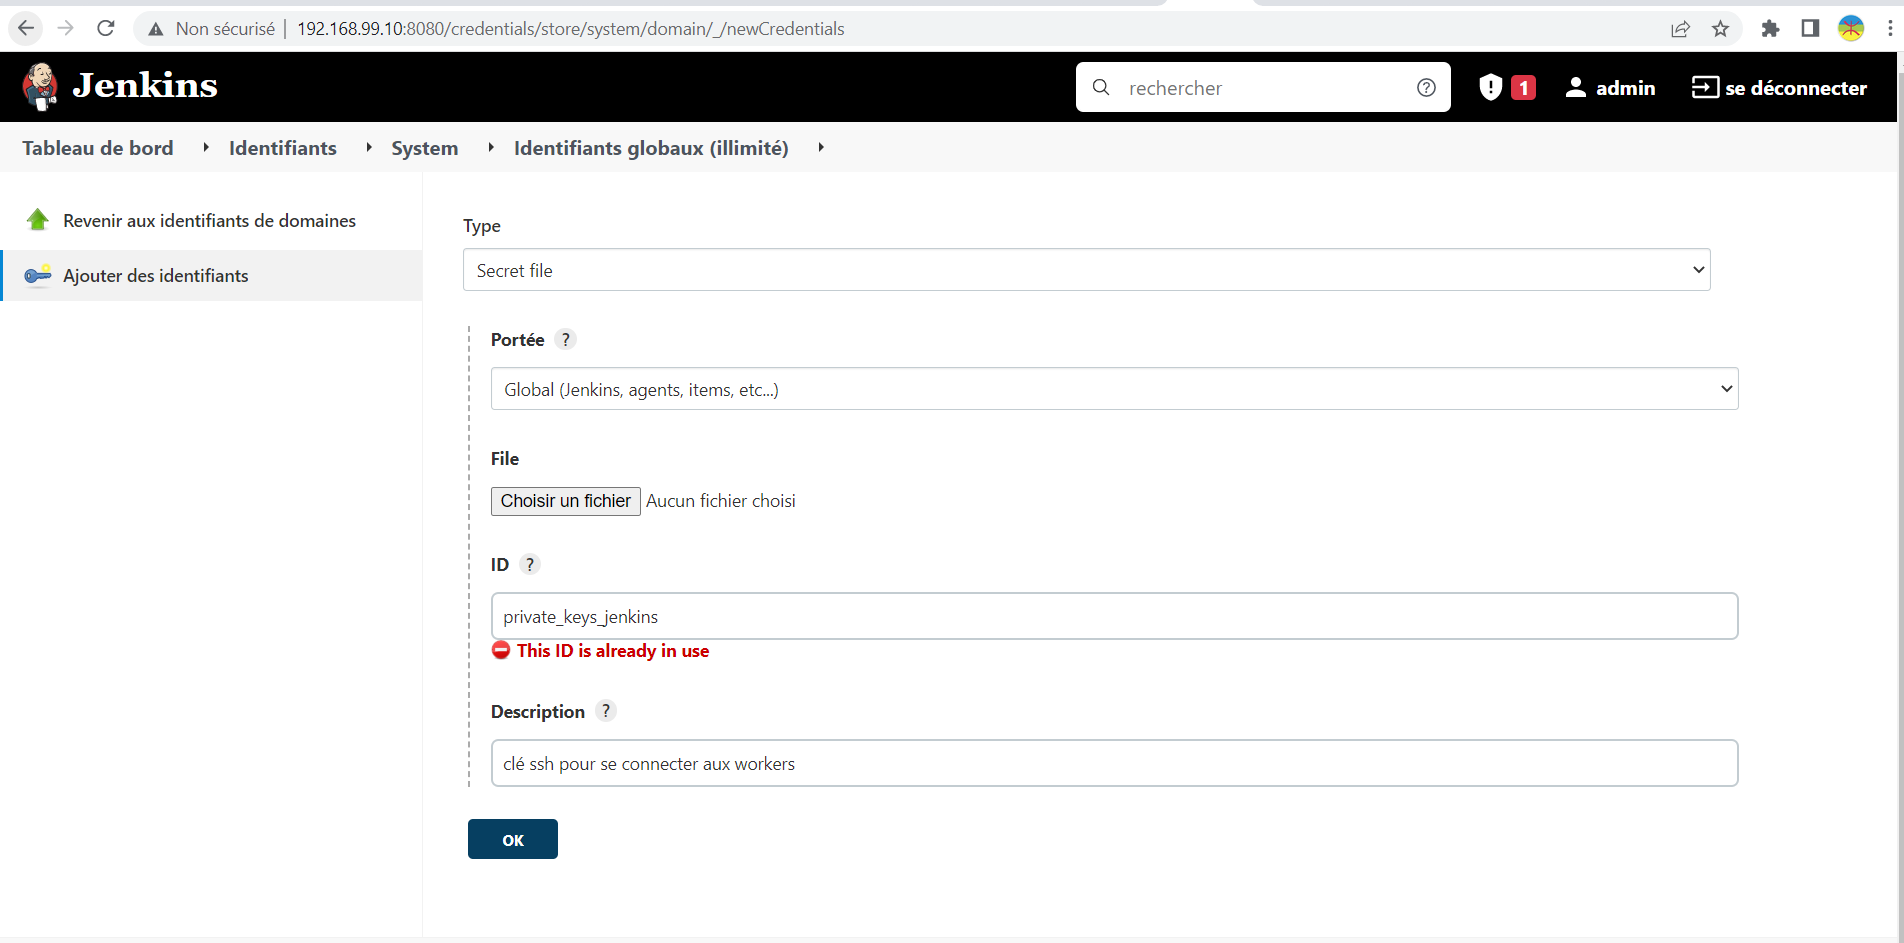 Non sécurisé | 192.168.99.10:8080/credentials/store/system/domain/_/newCredentials
Jenkins
rechercher
?
1
admin
se déconnecter
Tableau de bord
Identifiants
System
Identifiants globaux (illimité)
Revenir aux identifiants de domaines
Ajouter des identifiants
Type
Secret file
Portée ?
Global (Jenkins, agents, items, etc...)
File
Choisir un fichier Aucun fichier choisi
ID ?
private_keys_jenkins
This ID is already in use
Description ?
clé ssh pour se connecter aux workers
OK